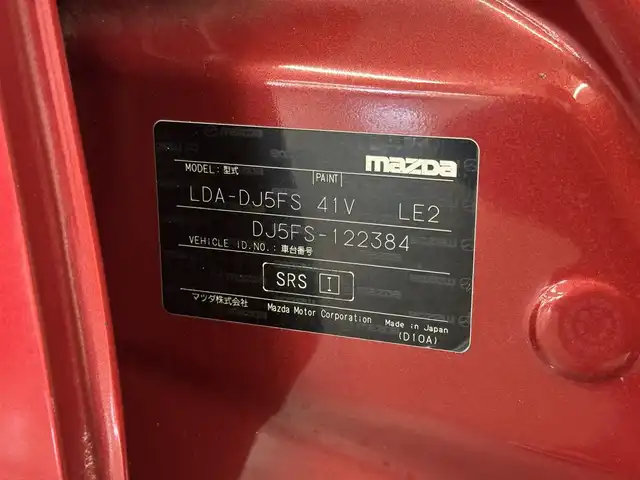 mazda
MODEL:型式 PAINT
LDA-DJ5FS 41V LE2
DJ5FS-122384
VEHICLE ID.NO.:車台番号
SRS I
マツダ株式会社 Mazda Motor Corporation Made in Japan
(D10A)